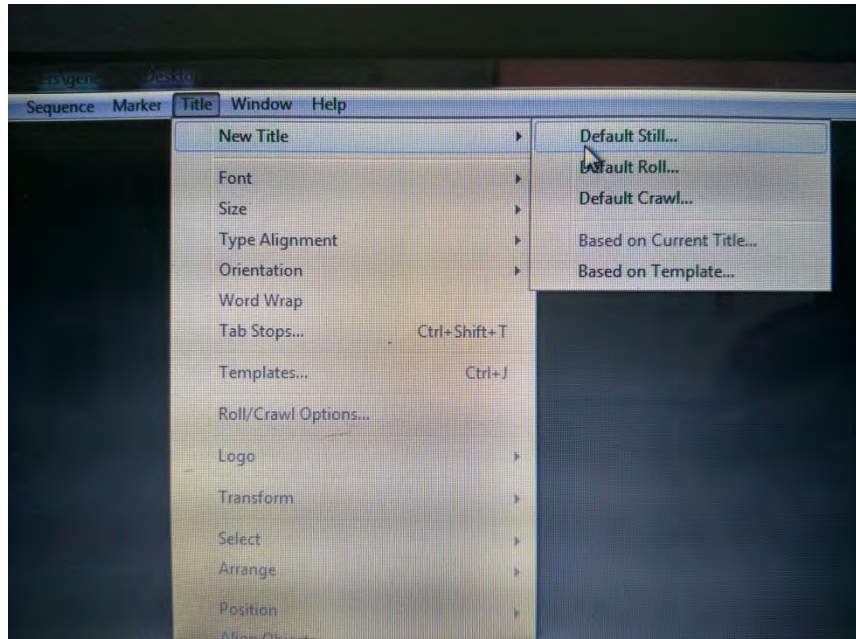 Sequence Marker Title Window Help
New Title
Default Still...
Default Roll...
Default Crawl...
Based on Current Title...
Based on Template...
Font
Size
Type Alignment
Orientation
Word Wrap
Tab Stops... Ctrl+Shift+T
Templates... Ctrl+J
Roll/Crawl Options...
Logo
Transform
Select
Arrange
Position
Align Objects